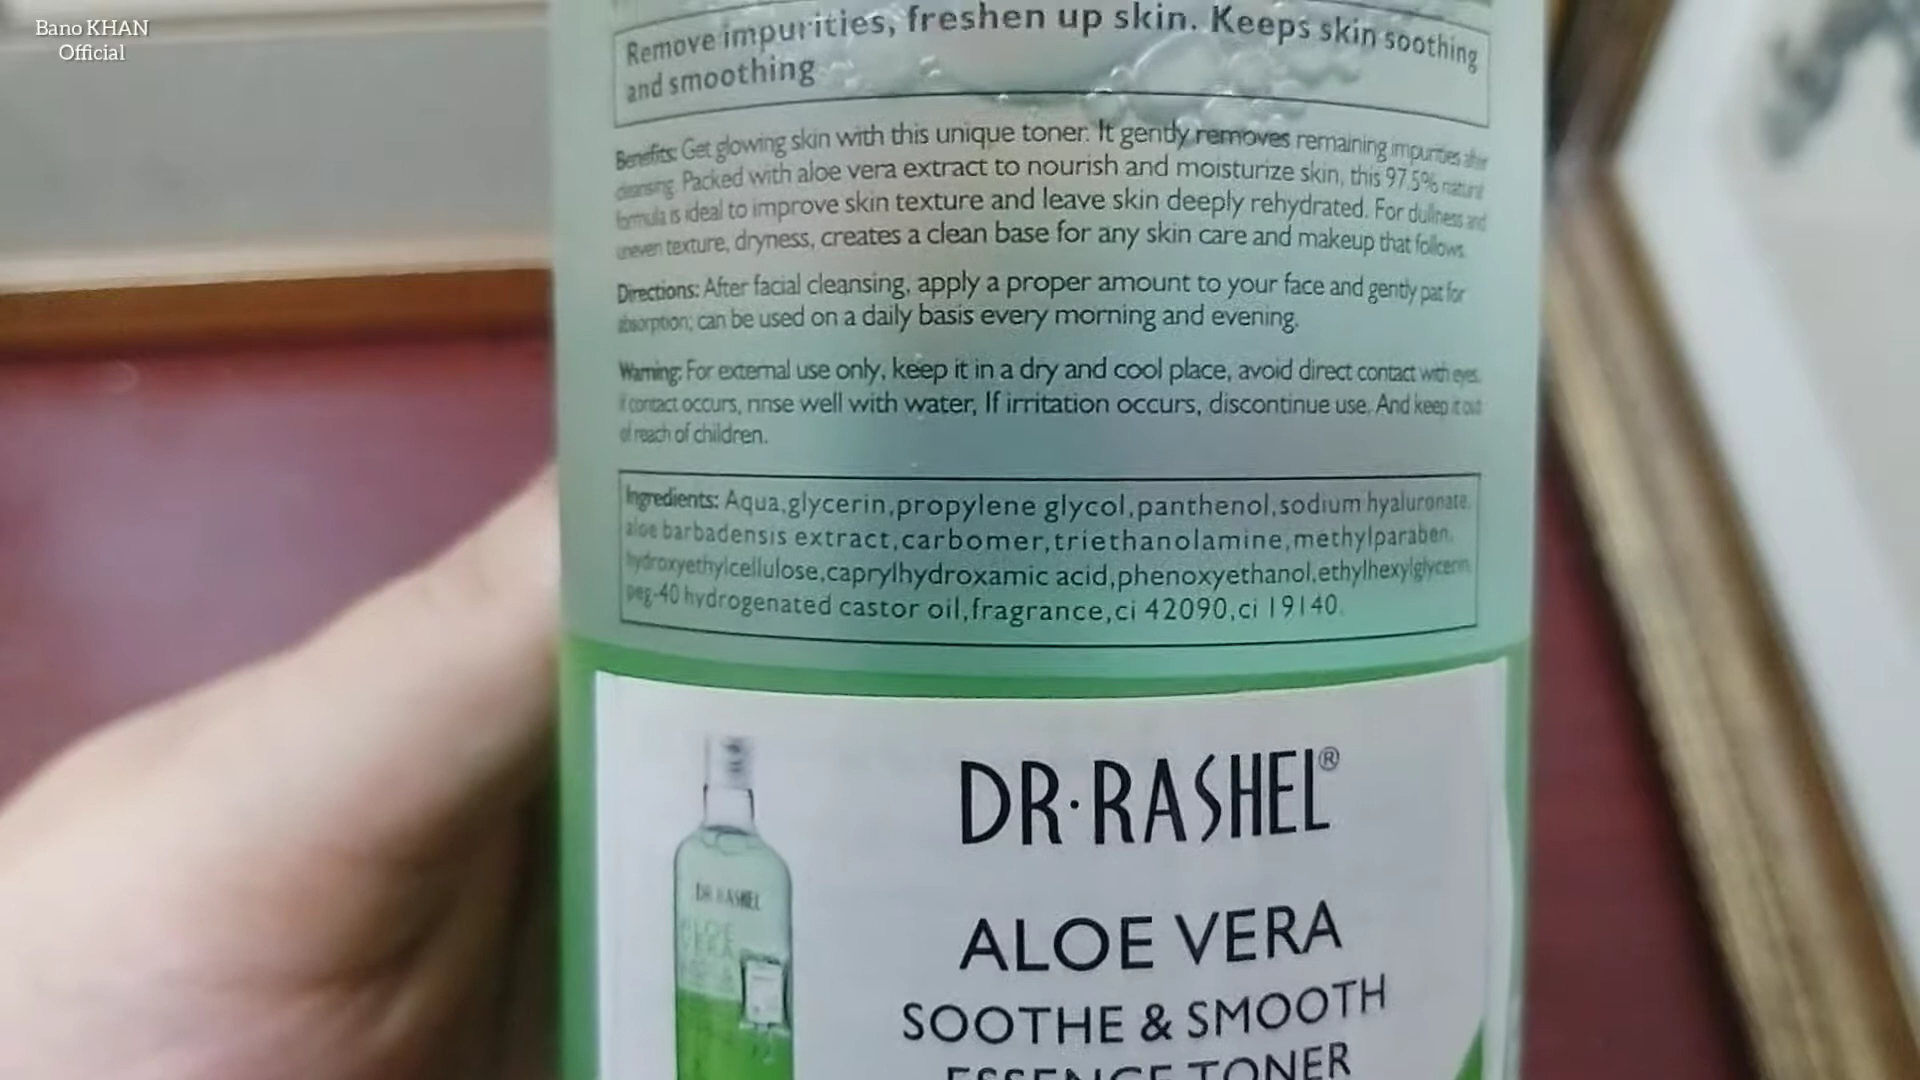 Bano KHAN
Official
Remove impurities, freshen up skin. Keeps skin soothing
and smoothing
Benefits: Get glowing skin with this unique toner. It gently removes remaining impurities after
cleansing. Packed with aloe vera extract to nourish and moisturize skin, this 97.5% natural
formula is ideal to improve skin texture and leave skin deeply rehydrated. For dullness and
uneven texture, dryness, creates a clean base for any skin care and makeup that follows.
Directions: After facial cleansing, apply a proper amount to your face and gently pat for
absorption; can be used on a daily basis every morning and evening.
Warning: For external use only, keep it in a dry and cool place, avoid direct contact with eyes.
if contact occurs, rinse well with water, If irritation occurs, discontinue use. And keep it out
of reach of children.
Ingredients: Aqua,glycerin,propylene glycol,panthenol,sodium hyaluronate,
aloe barbadensis extract,carbomer,triethanolamine,methylparaben,
hydroxyethylcellulose,caprylhydroxamic acid,phenoxyethanol,ethylhexylglycerin,
peg-40 hydrogenated castor oil,fragrance,ci 42090,ci 19140.
DR·RASHEL®
DR·RASHEL
ALOE VERA
SOOTHE & SMOOTH
ESSENCE TONER